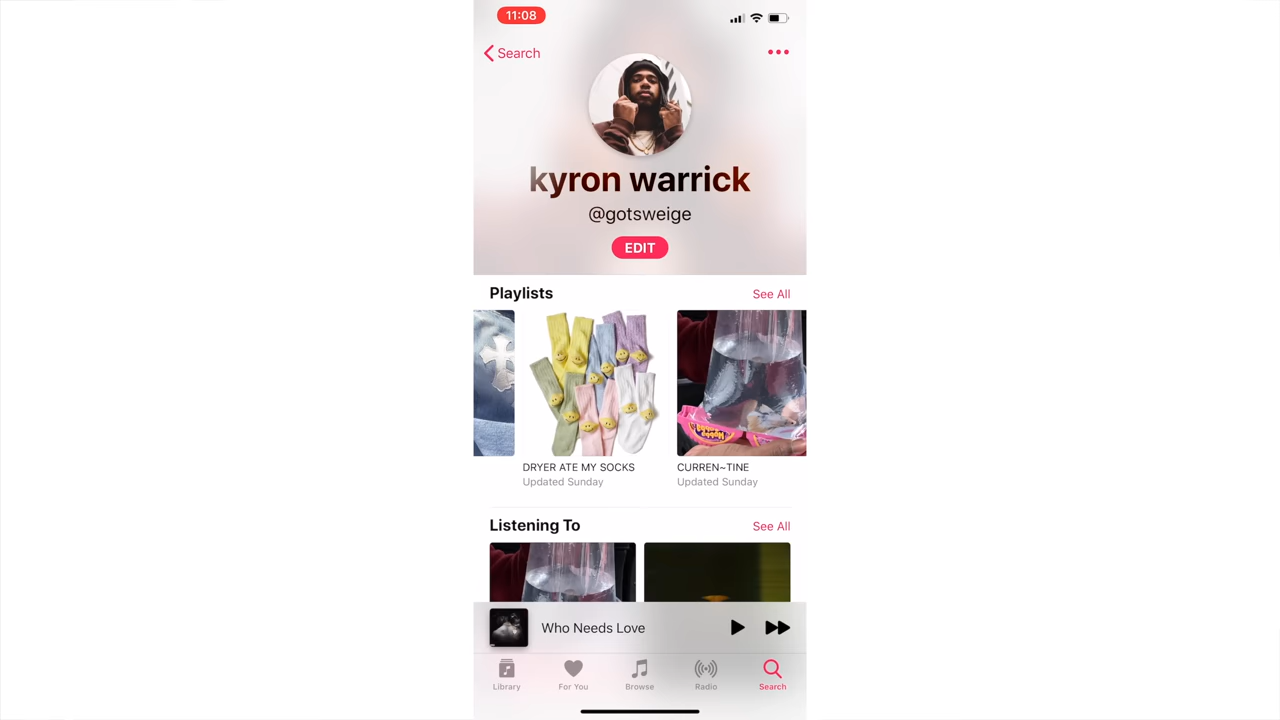 11:08
Search
kyron warrick
@gotsweige
EDIT
Playlists
See All
DRYER ATE MY SOCKS
Updated Sunday
CURREN~TINE
Updated Sunday
Listening To
See All
Who Needs Love
Library
For You
Browse
Radio
Search